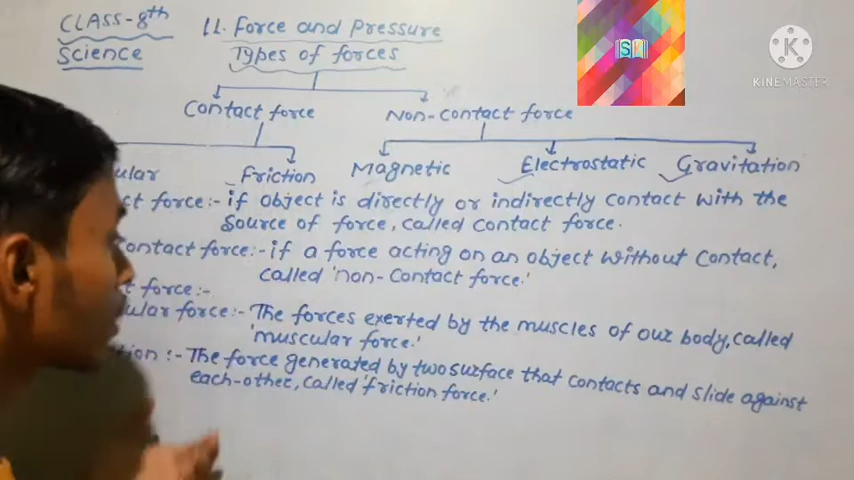 CLASS-8th 11. Force and Pressure
Science Types of forces
Contact force Non-Contact force
ular Friction Magnetic Electrostatic Gravitation
ct force:- if object is directly or indirectly contact with the
source of force, called contact force.
Contact force:- if a force acting on an object without contact,
called 'non-contact force.'
t force:-
ular force:- The forces exerted by the muscles of our body, called
'muscular force.'
tion :- The force generated by two surface that contacts and slide against
each-other, called 'friction force.'
S
K
KINEMASTER